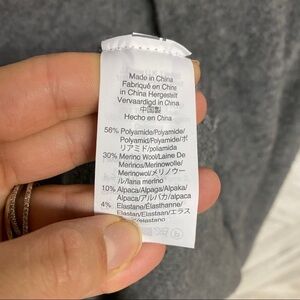 Made in China
Fabriqué en Chine
in China Hergestellt
Vervaardigd in China
中国製
Hecho en China
56% Polyamide/Polyamide/
Polyamid/Polyamide/ポ
リアミド/poliamida
30% Merino Wool/Laine De
Merinos/Merinowolle/
Merinowol/メリノウー
ル/lana merino
10% Alpaca/Alpaga/Alpaka/
Alpaca/アルパカ/alpaca
4% Elastane/Élasthanne/
Elastan/Elastaan/エラス
/elastano